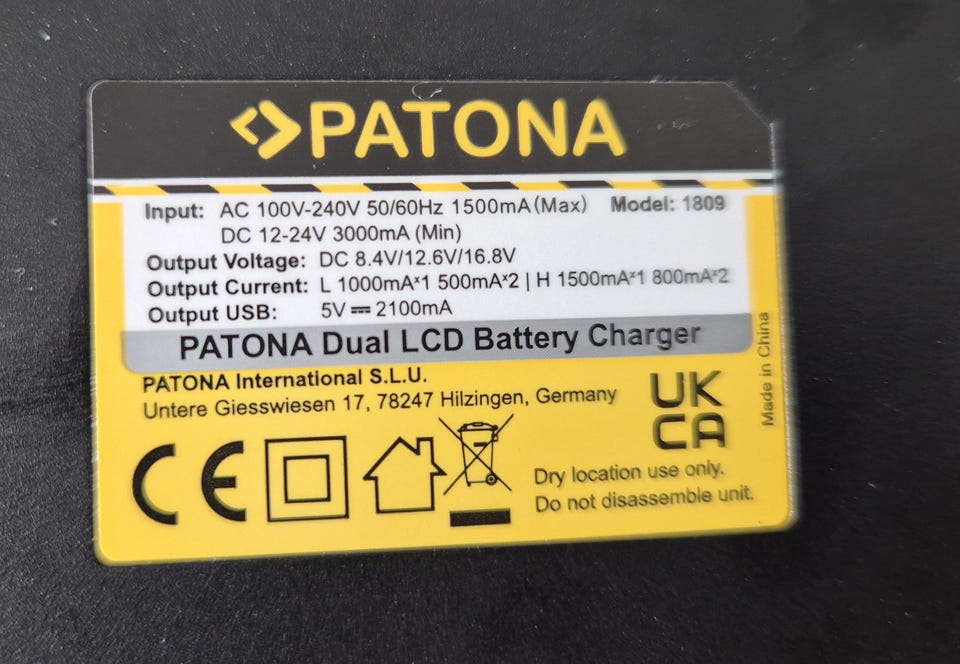 PATONA
Input: AC 100V-240V 50/60Hz 1500mA(Max) Model: 1809
DC 12-24V 3000mA (Min)
Output Voltage: DC 8.4V/12.6V/16.8V
Output Current: L 1000mA*1 500mA*2 | H 1500mA*1 800mA*2
Output USB: 5V ⎓ 2100mA
PATONA Dual LCD Battery Charger
PATONA International S.L.U.
Untere Giesswiesen 17, 78247 Hilzingen, Germany
UK
CA
Made in China
CE
Dry location use only.
Do not disassemble unit.